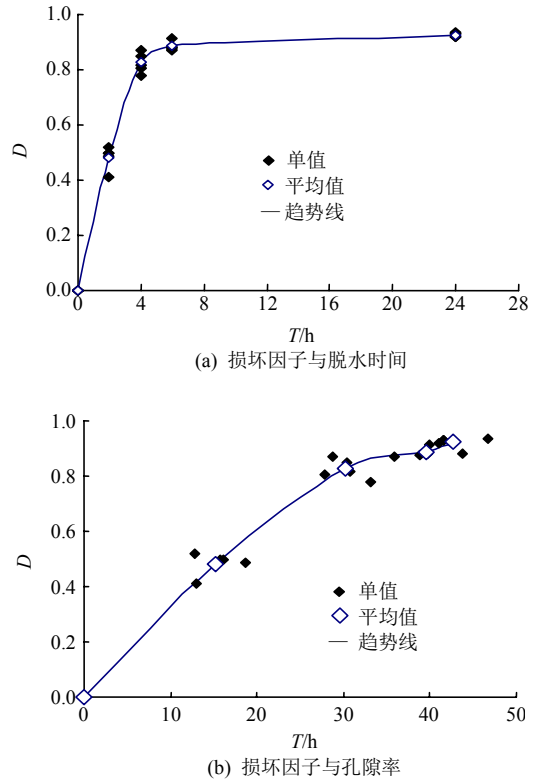 1.0
0.8
0.6
0.4
0.2
0.0
D
◆ 单值
◇ 平均值
— 趋势线
0 4 8 12 16 20 24 28
T/h
(a) 损坏因子与脱水时间
1.0
0.8
0.6
0.4
0.2
0.0
D
◆ 单值
◇ 平均值
— 趋势线
0 10 20 30 40 50
T/h
(b) 损坏因子与孔隙率